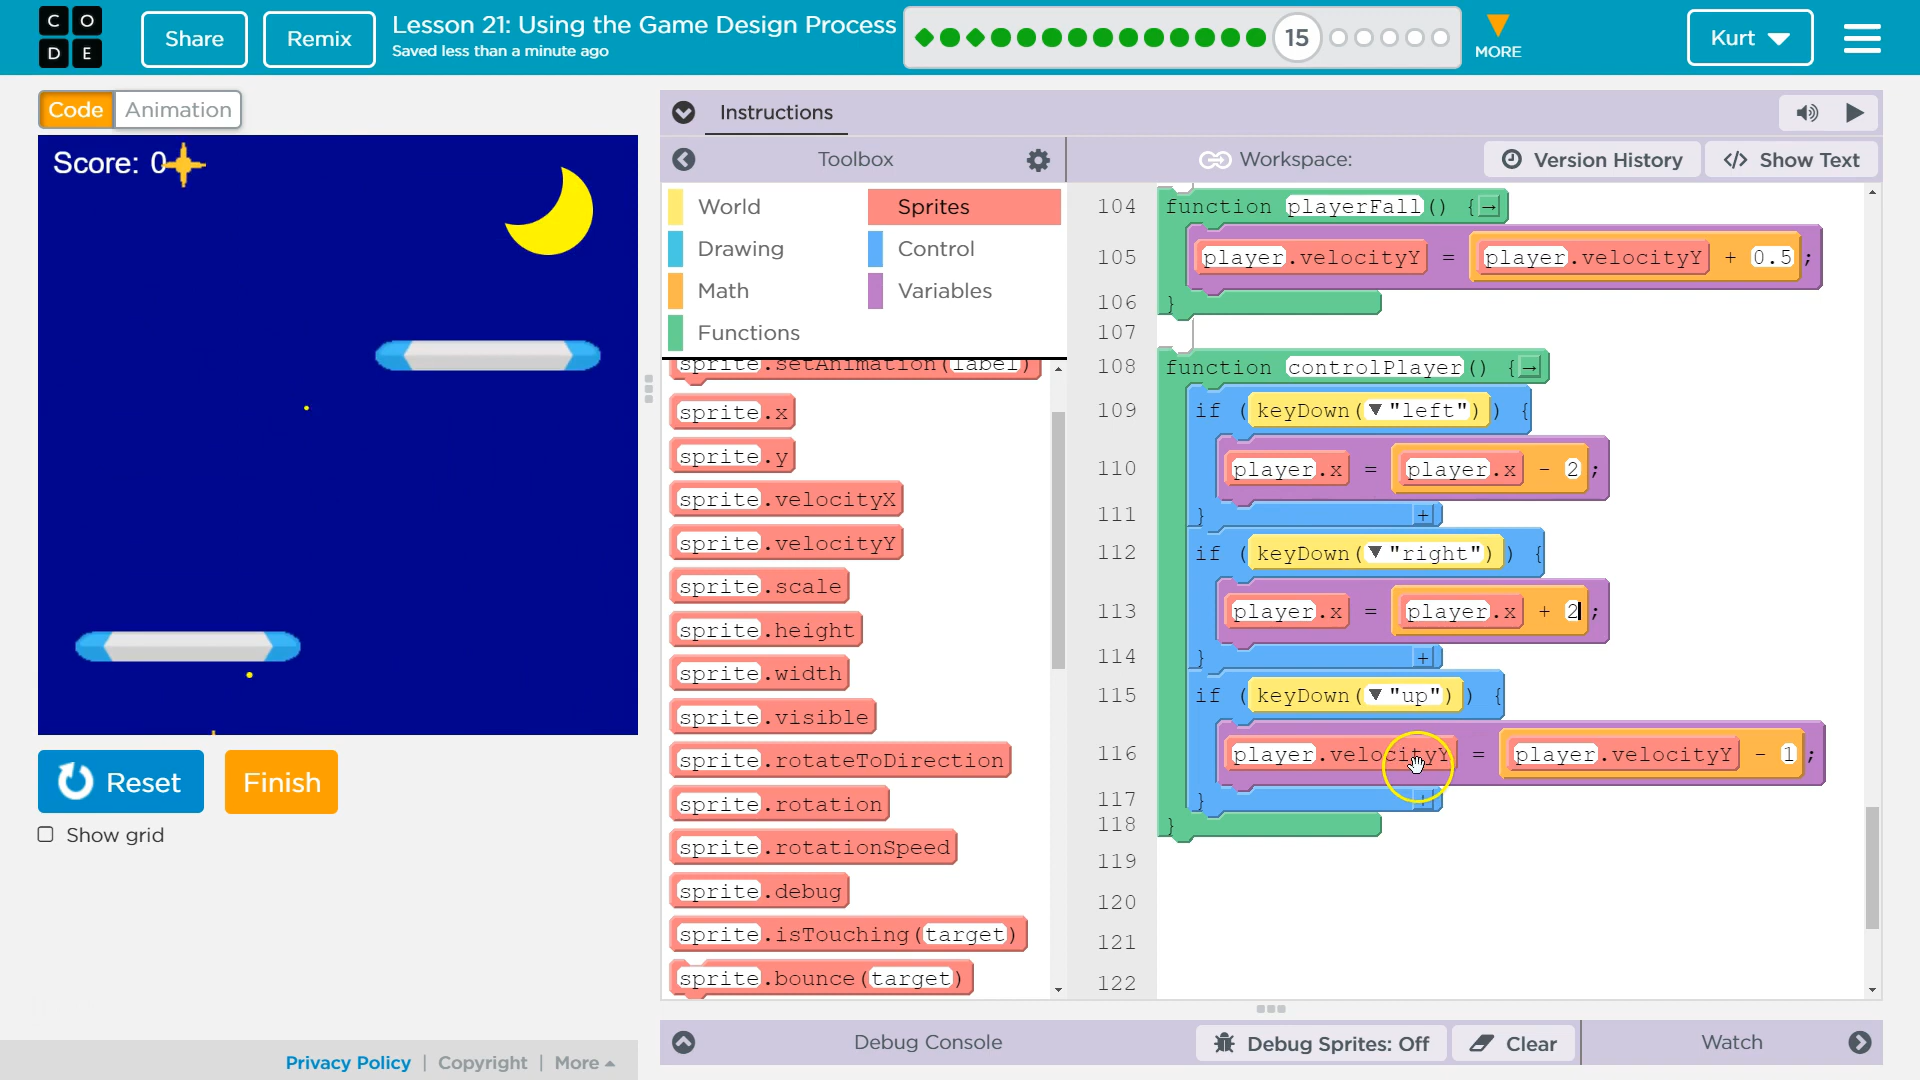 CODE
Share
Remix
Lesson 21: Using the Game Design Process
Saved less than a minute ago
15
MORE
Kurt
Code
Animation
Score: 0
Reset
Finish
Show grid
Privacy Policy | Copyright | More
Instructions
Toolbox
Workspace:
Version History
</> Show Text
World
Sprites
Drawing
Control
Math
Variables
Functions
sprite.setAnimation(label)
sprite.x
sprite.y
sprite.velocityX
sprite.velocityY
sprite.scale
sprite.height
sprite.width
sprite.visible
sprite.rotateToDirection
sprite.rotation
sprite.rotationSpeed
sprite.debug
sprite.isTouching(target)
sprite.bounce(target)
104 function playerFall() {
105 player.velocityY = player.velocityY + 0.5;
106 }
107
108 function controlPlayer() {
109 if (keyDown("left")) {
110 player.x = player.x - 2;
111 } +
112 if (keyDown("right")) {
113 player.x = player.x + 2;
114 } +
115 if (keyDown("up")) {
116 player.velocityY = player.velocityY - 1;
117 } +
118 }
119
120
121
122
Debug Console
Debug Sprites: Off
Clear
Watch